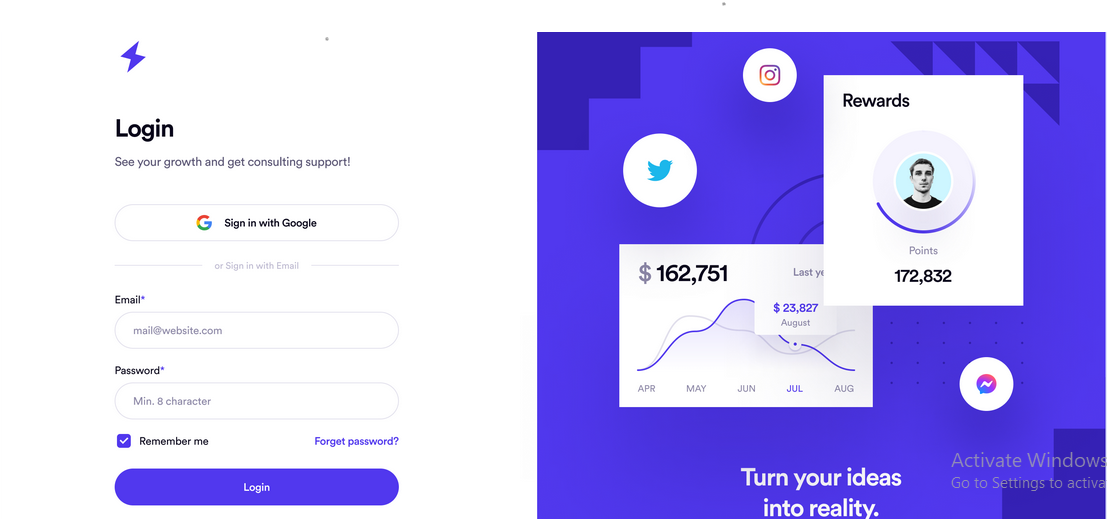 Login
See your growth and get consulting support!
Sign in with Google
or Sign in with Email
Email*
mail@website.com
Password*
Min. 8 character
Remember me
Forget password?
Login
Rewards
Points
172,832
$ 162,751
Last ye
$ 23,827
August
APR MAY JUN JUL AUG
Turn your ideas
into reality.
Activate Windows
Go to Settings to activa